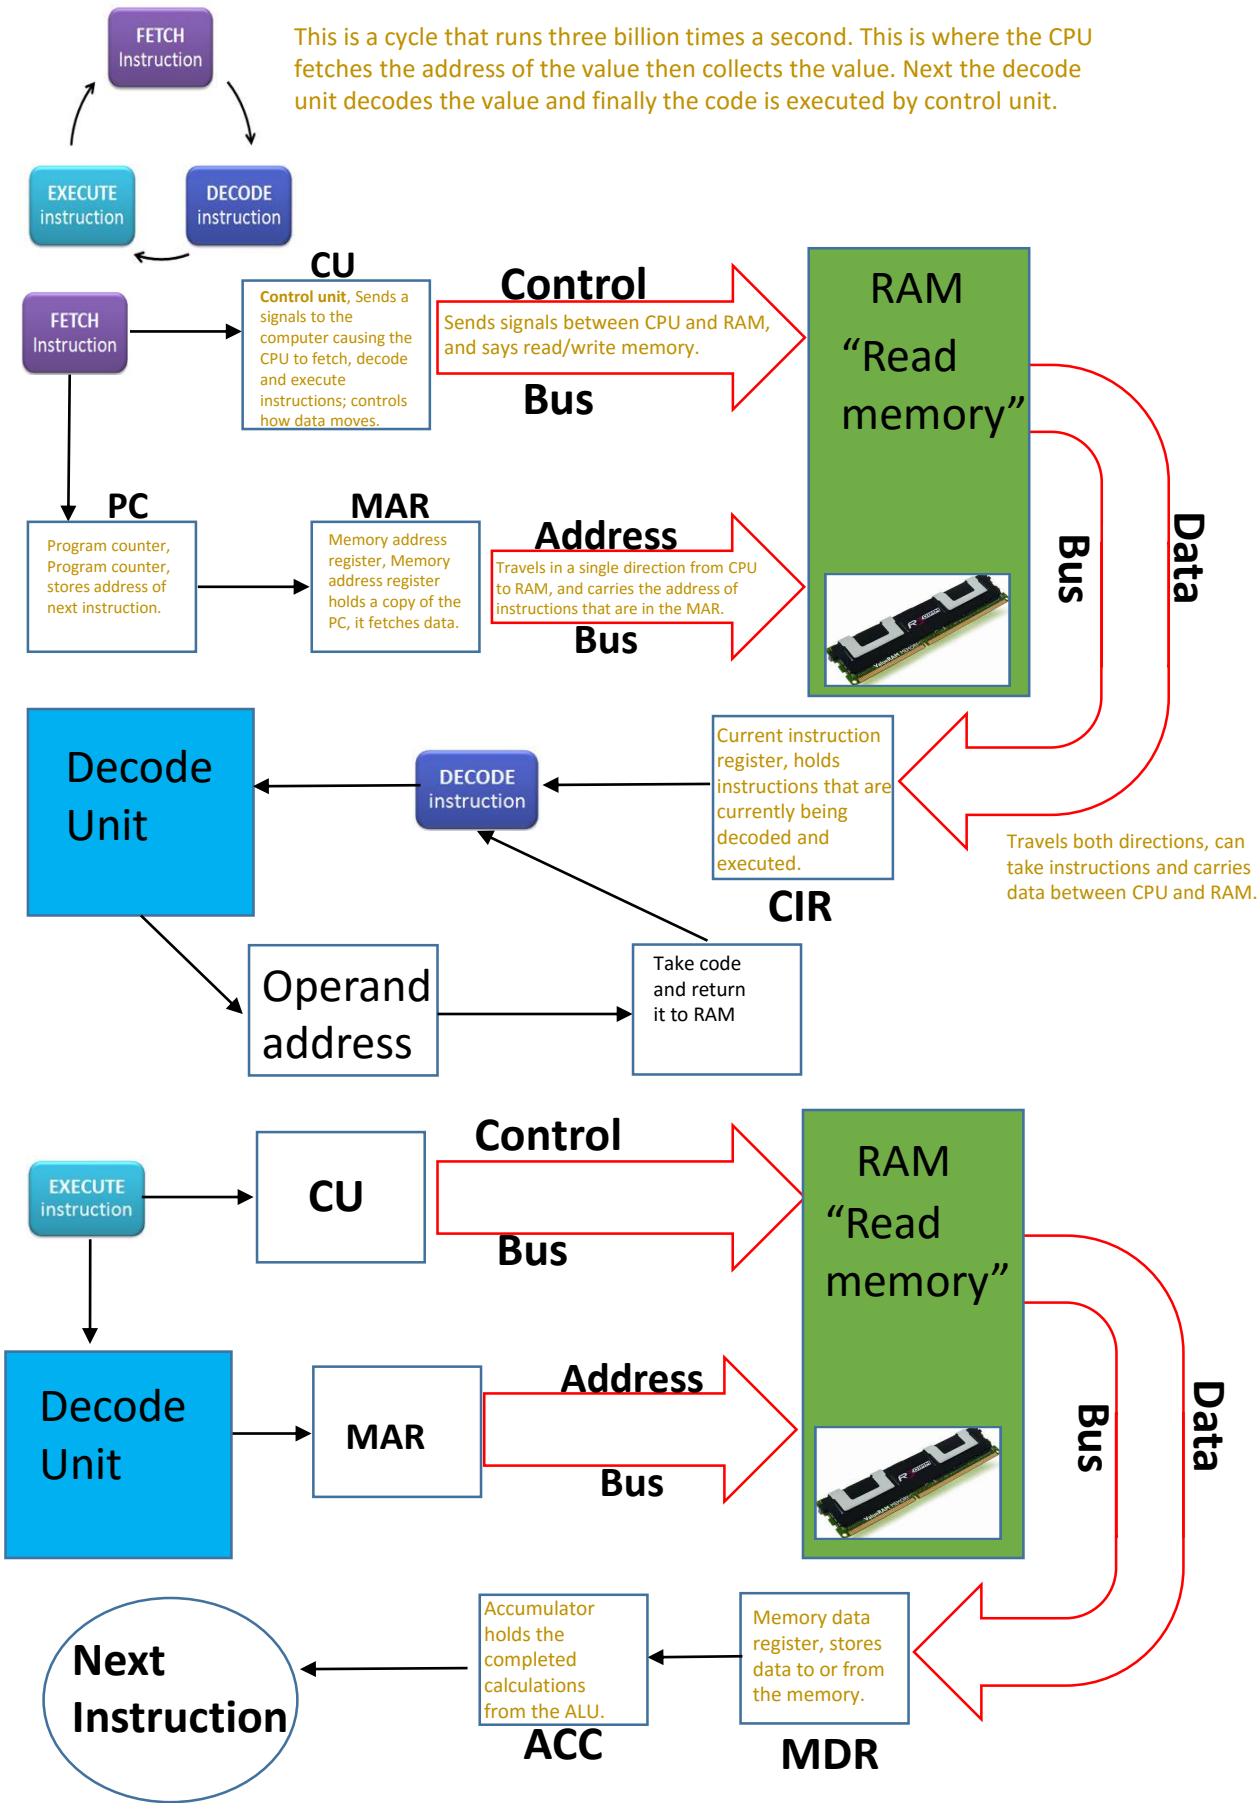 FETCH
Instruction
This is a cycle that runs three billion times a second. This is where the CPU
fetches the address of the value then collects the value. Next the decode
unit decodes the value and finally the code is executed by control unit.
EXECUTE
instruction
DECODE
instruction
FETCH
Instruction
CU
Control unit, Sends a
signals to the
computer causing the
CPU to fetch, decode
and execute
instructions; controls
how data moves.
Control
Sends signals between CPU and RAM,
and says read/write memory.
Bus
RAM
“Read
memory”
PC
Program counter,
Program counter,
stores address of
next instruction.
MAR
Memory address
register, Memory
address register
holds a copy of the
PC, it fetches data.
Address
Travels in a single direction from CPU
to RAM, and carries the address of
instructions that are in the MAR.
Bus
ValueRAM MEMORY
Data
Bus
Decode
Unit
DECODE
instruction
Current instruction
register, holds
instructions that are
currently being
decoded and
executed.
CIR
Travels both directions, can
take instructions and carries
data between CPU and RAM.
Operand
address
Take code
and return
it to RAM
EXECUTE
instruction
CU
Control
Bus
RAM
“Read
memory”
Decode
Unit
MAR
Address
Bus
ValueRAM MEMORY
Data
Bus
Next
Instruction
Accumulator
holds the
completed
calculations
from the ALU.
ACC
Memory data
register, stores
data to or from
the memory.
MDR